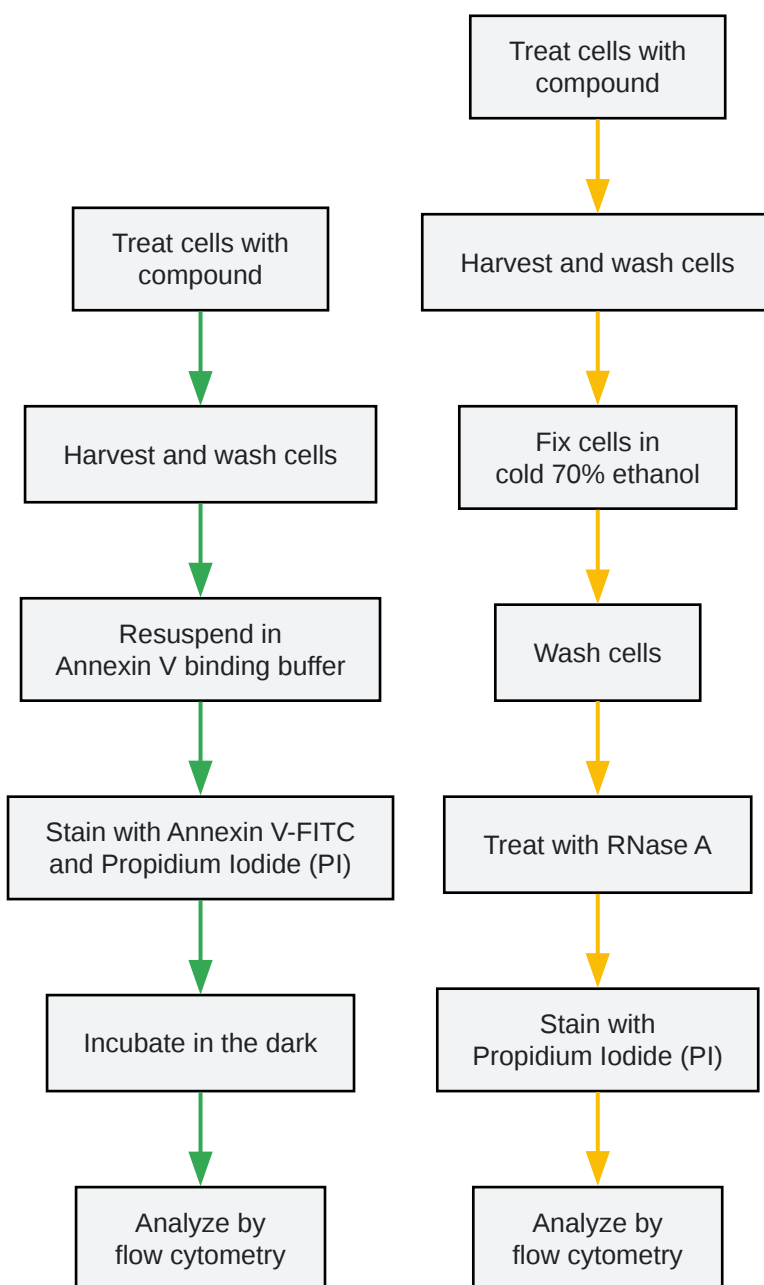 Treat cells with
compound
Harvest and wash cells
Resuspend in
Annexin V binding buffer
Stain with Annexin V-FITC
and Propidium Iodide (PI)
Incubate in the dark
Analyze by
flow cytometry
Treat cells with
compound
Harvest and wash cells
Fix cells in
cold 70% ethanol
Wash cells
Treat with RNase A
Stain with
Propidium Iodide (PI)
Analyze by
flow cytometry